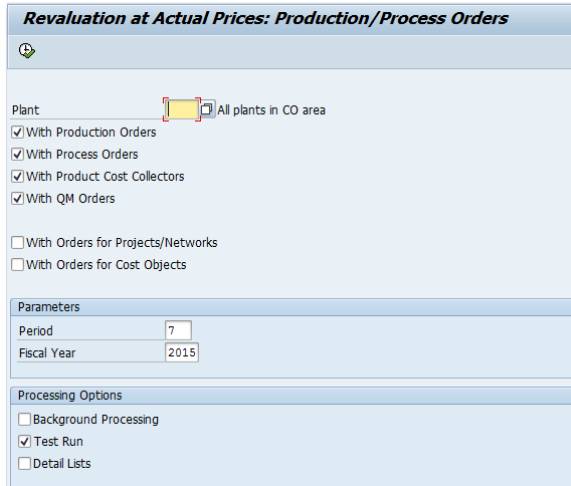 Revaluation at Actual Prices: Production/Process Orders
Plant All plants in CO area
With Production Orders
With Process Orders
With Product Cost Collectors
With QM Orders
With Orders for Projects/Networks
With Orders for Cost Objects
Parameters
Period 7
Fiscal Year 2015
Processing Options
Background Processing
Test Run
Detail Lists